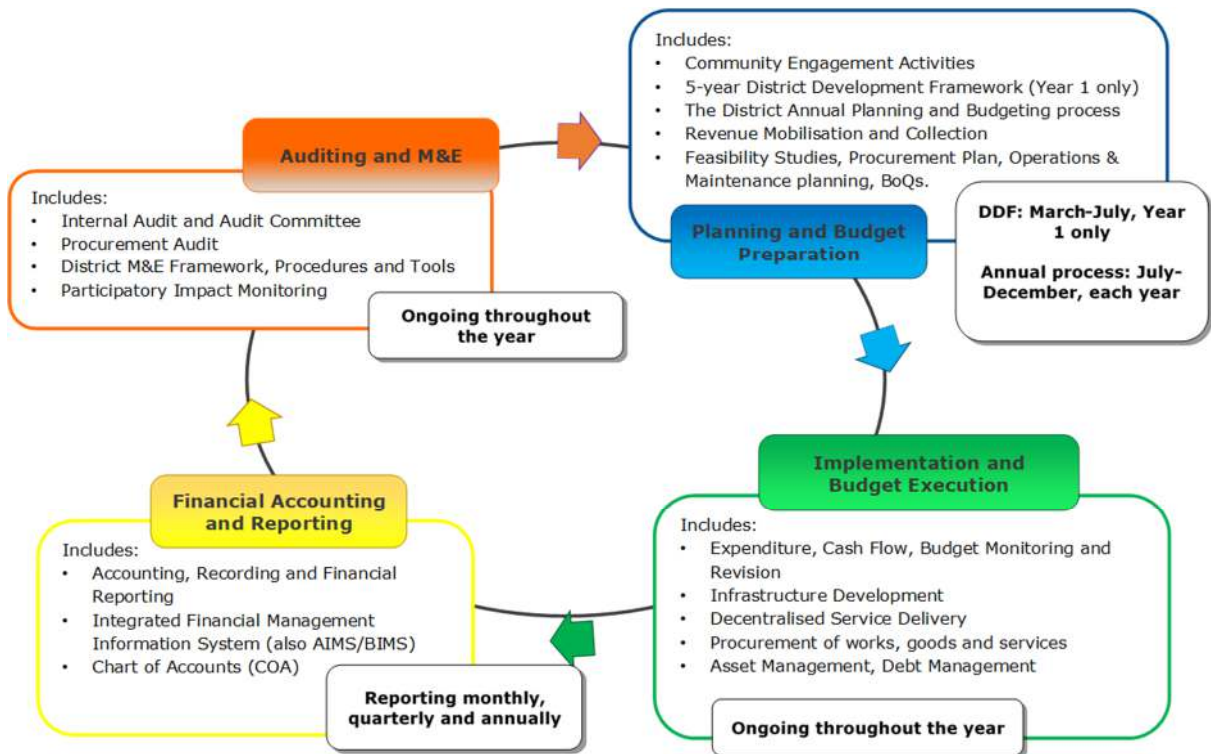 Includes:
• Community Engagement Activities
• 5-year District Development Framework (Year 1 only)
• The District Annual Planning and Budgeting process
• Revenue Mobilisation and Collection
• Feasibility Studies, Procurement Plan, Operations &
Maintenance planning, BoQs.
Planning and Budget
Preparation
DDF: March-July, Year
1 only
Annual process: July-
December, each year
Implementation and
Budget Execution
Includes:
• Expenditure, Cash Flow, Budget Monitoring and
Revision
• Infrastructure Development
• Decentralised Service Delivery
• Procurement of works, goods and services
• Asset Management, Debt Management
Ongoing throughout the year
Financial Accounting
and Reporting
Includes:
• Accounting, Recording and Financial
Reporting
• Integrated Financial Management
Information System (also AIMS/BIMS)
• Chart of Accounts (COA)
Reporting monthly,
quarterly and annually
Auditing and M&E
Includes:
• Internal Audit and Audit Committee
• Procurement Audit
• District M&E Framework, Procedures and Tools
• Participatory Impact Monitoring
Ongoing throughout
the year